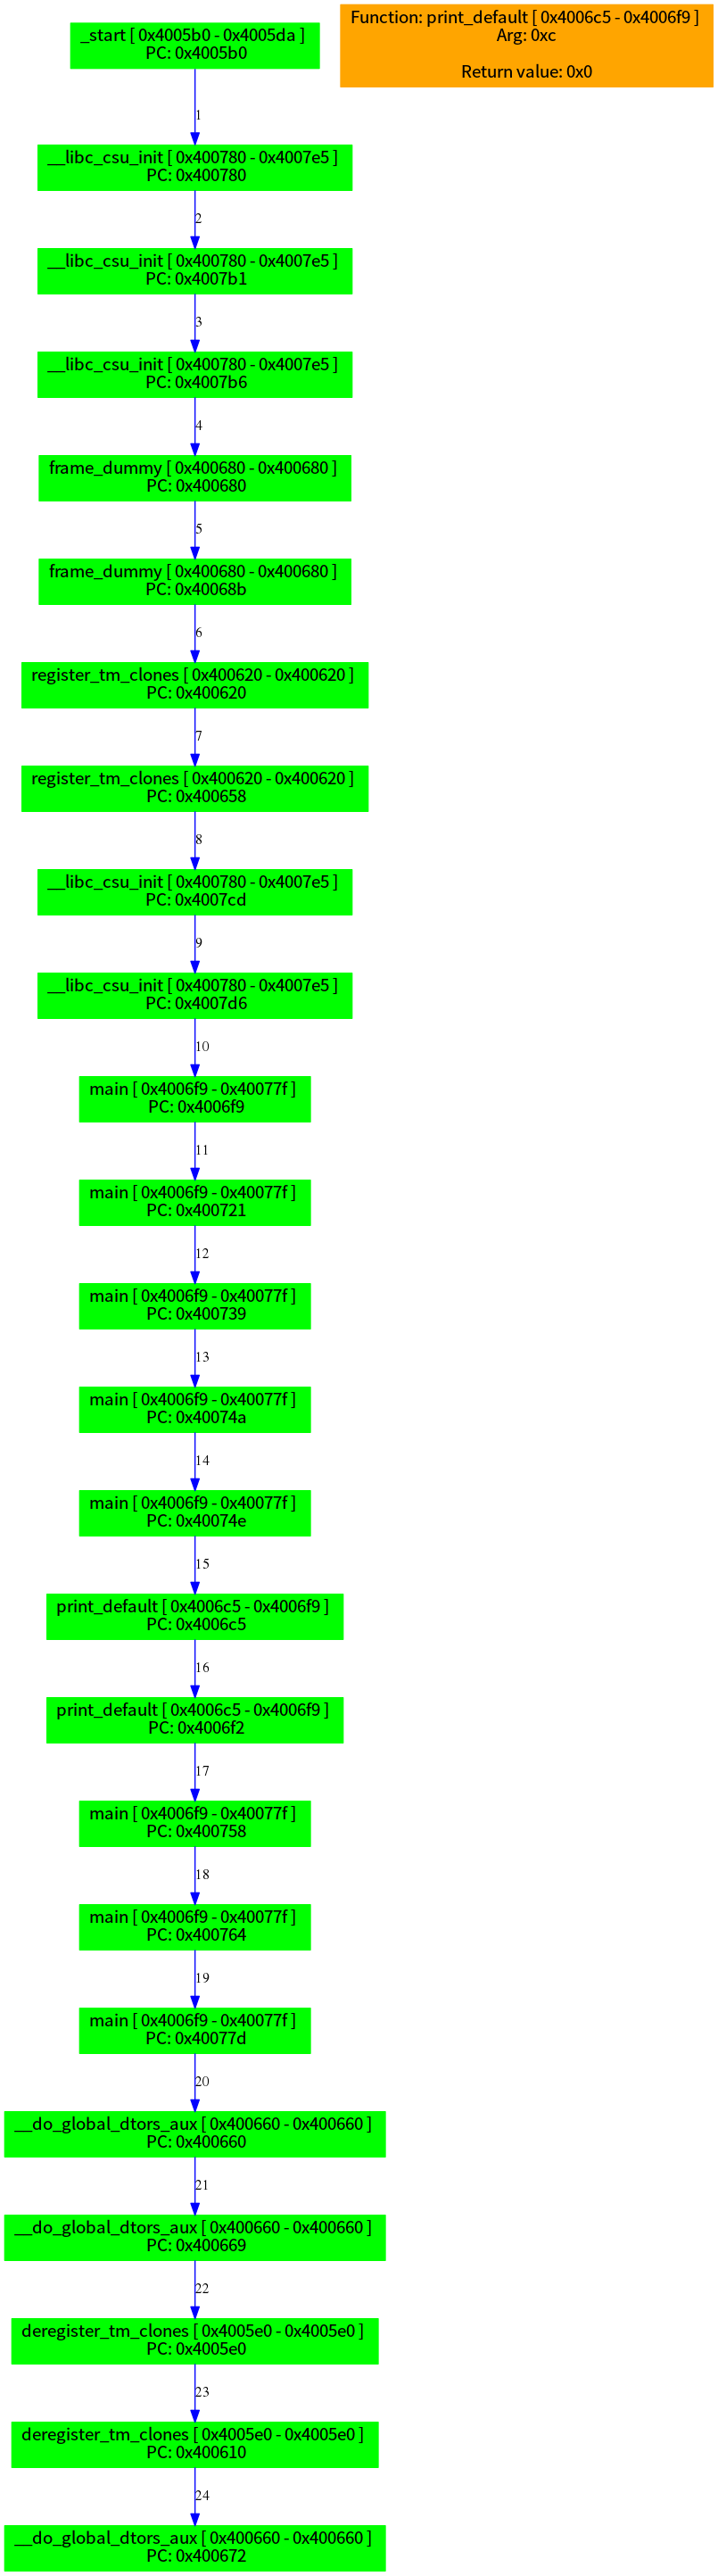 _start [ 0x4005b0 - 0x4005da ]
PC: 0x4005b0
Function: print_default [ 0x4006c5 - 0x4006f9 ]
Arg: 0xc
Return value: 0x0
1
__libc_csu_init [ 0x400780 - 0x4007e5 ]
PC: 0x400780
2
__libc_csu_init [ 0x400780 - 0x4007e5 ]
PC: 0x4007b1
3
__libc_csu_init [ 0x400780 - 0x4007e5 ]
PC: 0x4007b6
4
frame_dummy [ 0x400680 - 0x400680 ]
PC: 0x400680
5
frame_dummy [ 0x400680 - 0x400680 ]
PC: 0x40068b
6
register_tm_clones [ 0x400620 - 0x400620 ]
PC: 0x400620
7
register_tm_clones [ 0x400620 - 0x400620 ]
PC: 0x400658
8
__libc_csu_init [ 0x400780 - 0x4007e5 ]
PC: 0x4007cd
9
__libc_csu_init [ 0x400780 - 0x4007e5 ]
PC: 0x4007d6
10
main [ 0x4006f9 - 0x40077f ]
PC: 0x4006f9
11
main [ 0x4006f9 - 0x40077f ]
PC: 0x400721
12
main [ 0x4006f9 - 0x40077f ]
PC: 0x400739
13
main [ 0x4006f9 - 0x40077f ]
PC: 0x40074a
14
main [ 0x4006f9 - 0x40077f ]
PC: 0x40074e
15
print_default [ 0x4006c5 - 0x4006f9 ]
PC: 0x4006c5
16
print_default [ 0x4006c5 - 0x4006f9 ]
PC: 0x4006f2
17
main [ 0x4006f9 - 0x40077f ]
PC: 0x400758
18
main [ 0x4006f9 - 0x40077f ]
PC: 0x400764
19
main [ 0x4006f9 - 0x40077f ]
PC: 0x40077d
20
__do_global_dtors_aux [ 0x400660 - 0x400660 ]
PC: 0x400660
21
__do_global_dtors_aux [ 0x400660 - 0x400660 ]
PC: 0x400669
22
deregister_tm_clones [ 0x4005e0 - 0x4005e0 ]
PC: 0x4005e0
23
deregister_tm_clones [ 0x4005e0 - 0x4005e0 ]
PC: 0x400610
24
__do_global_dtors_aux [ 0x400660 - 0x400660 ]
PC: 0x400672